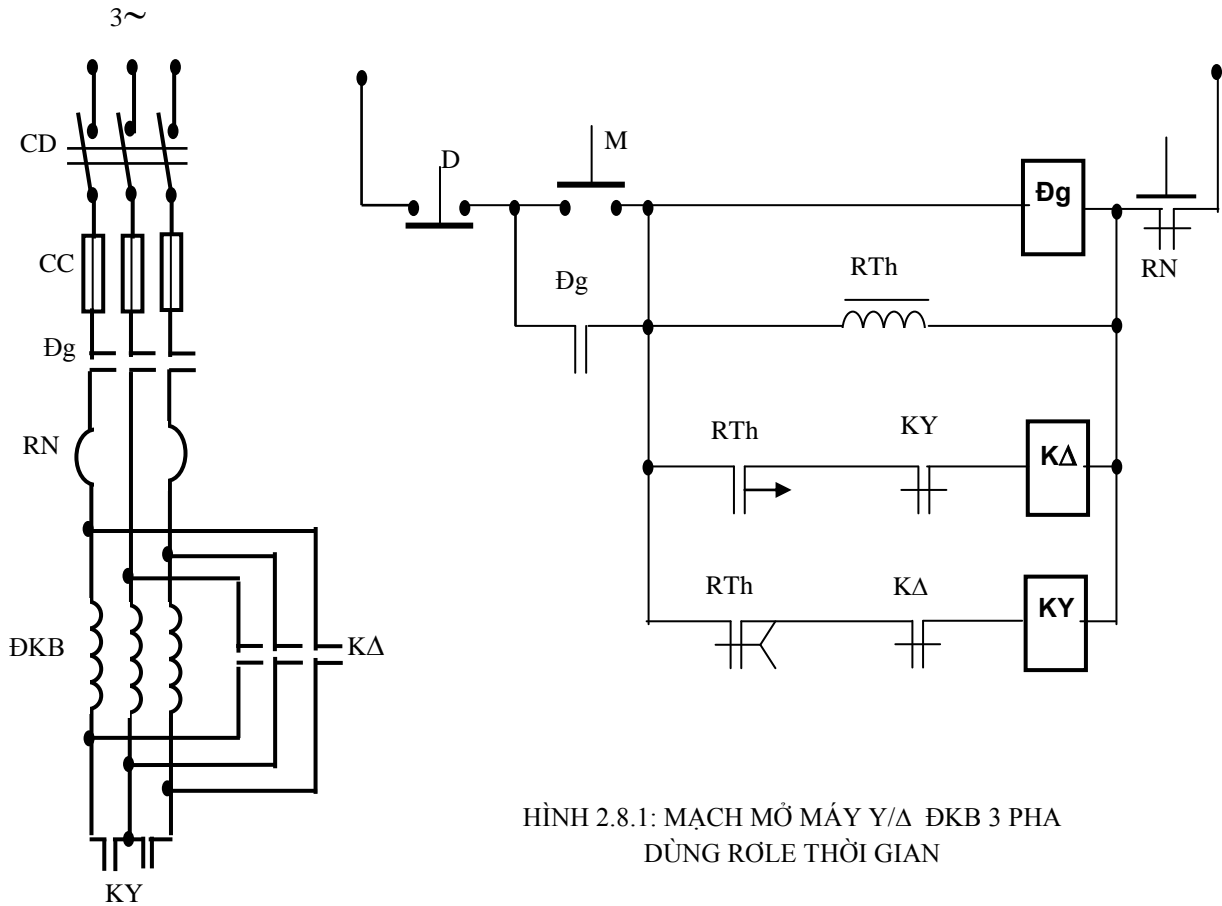 3~
CD
CC
Đg
RN
ĐKB
KΔ
KY
D
M
Đg
RN
Đg
RTh
RTh
KY
KΔ
RTh
KΔ
KY
HÌNH 2.8.1: MẠCH MỞ MÁY Y/Δ ĐKB 3 PHA
DÙNG RƠLE THỜI GIAN